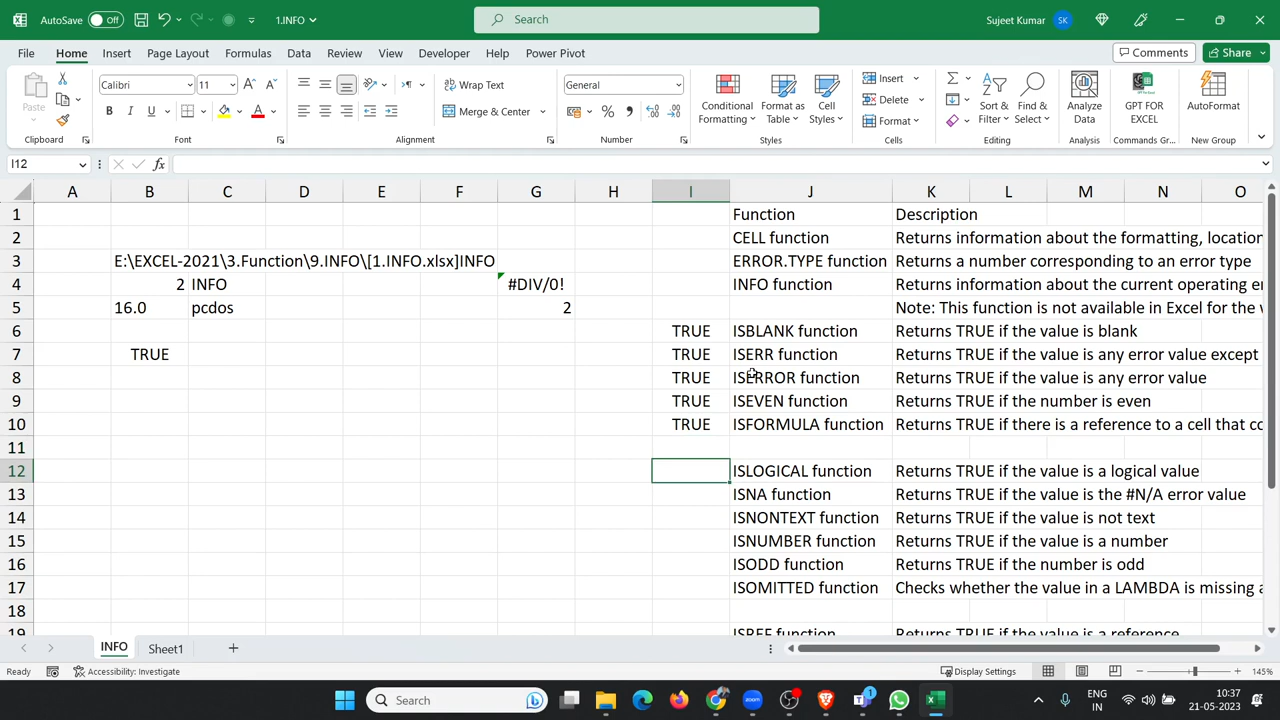 AutoSave Off 1.INFO Search Sujeet Kumar SK
File Home Insert Page Layout Formulas Data Review View Developer Help Power Pivot Comments Share
Paste Calibri 11 Wrap Text General Conditional Formatting Format as Table Cell Styles Insert Sort & Filter Find & Select Analyze Data GPT FOR EXCEL AutoFormat
B I U Merge & Center Delete
Format
Clipboard Font Alignment Number Styles Cells Editing Analysis Commands Gr... New Group
I12 fx
A B C D E F G H I J K L M N O
1 Function Description
2 CELL function Returns information about the formatting, location
3 E:\EXCEL-2021\3.Function\9.INFO\[1.INFO.xlsx]INFO ERROR.TYPE function Returns a number corresponding to an error type
4 2 INFO #DIV/0! INFO function Returns information about the current operating e
5 16.0 pcdos 2 Note: This function is not available in Excel for the
6 TRUE ISBLANK function Returns TRUE if the value is blank
7 TRUE TRUE ISERR function Returns TRUE if the value is any error value except
8 TRUE ISERROR function Returns TRUE if the value is any error value
9 TRUE ISEVEN function Returns TRUE if the number is even
10 TRUE ISFORMULA function Returns TRUE if there is a reference to a cell that co
11
12 ISLOGICAL function Returns TRUE if the value is a logical value
13 ISNA function Returns TRUE if the value is the #N/A error value
14 ISNONTEXT function Returns TRUE if the value is not text
15 ISNUMBER function Returns TRUE if the value is a number
16 ISODD function Returns TRUE if the number is odd
17 ISOMITTED function Checks whether the value in a LAMBDA is missing
18
19 ISREF function Returns TRUE if the value is a reference
INFO Sheet1
Ready Accessibility: Investigate Display Settings 145%
Search 1 ENG 10:37
IN 21-05-2023